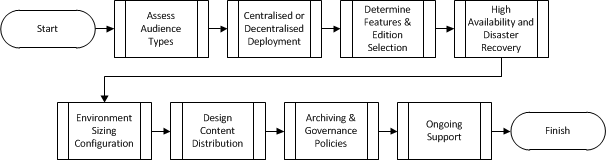 Start
Assess
Audience
Types
Centralised or
Decentralised
Deployment
Determine
Features &
Edition
Selection
High
Availability and
Disaster
Recovery
Environment
Sizing
Configuration
Design
Content
Distribution
Archiving &
Governance
Policies
Ongoing
Support
Finish